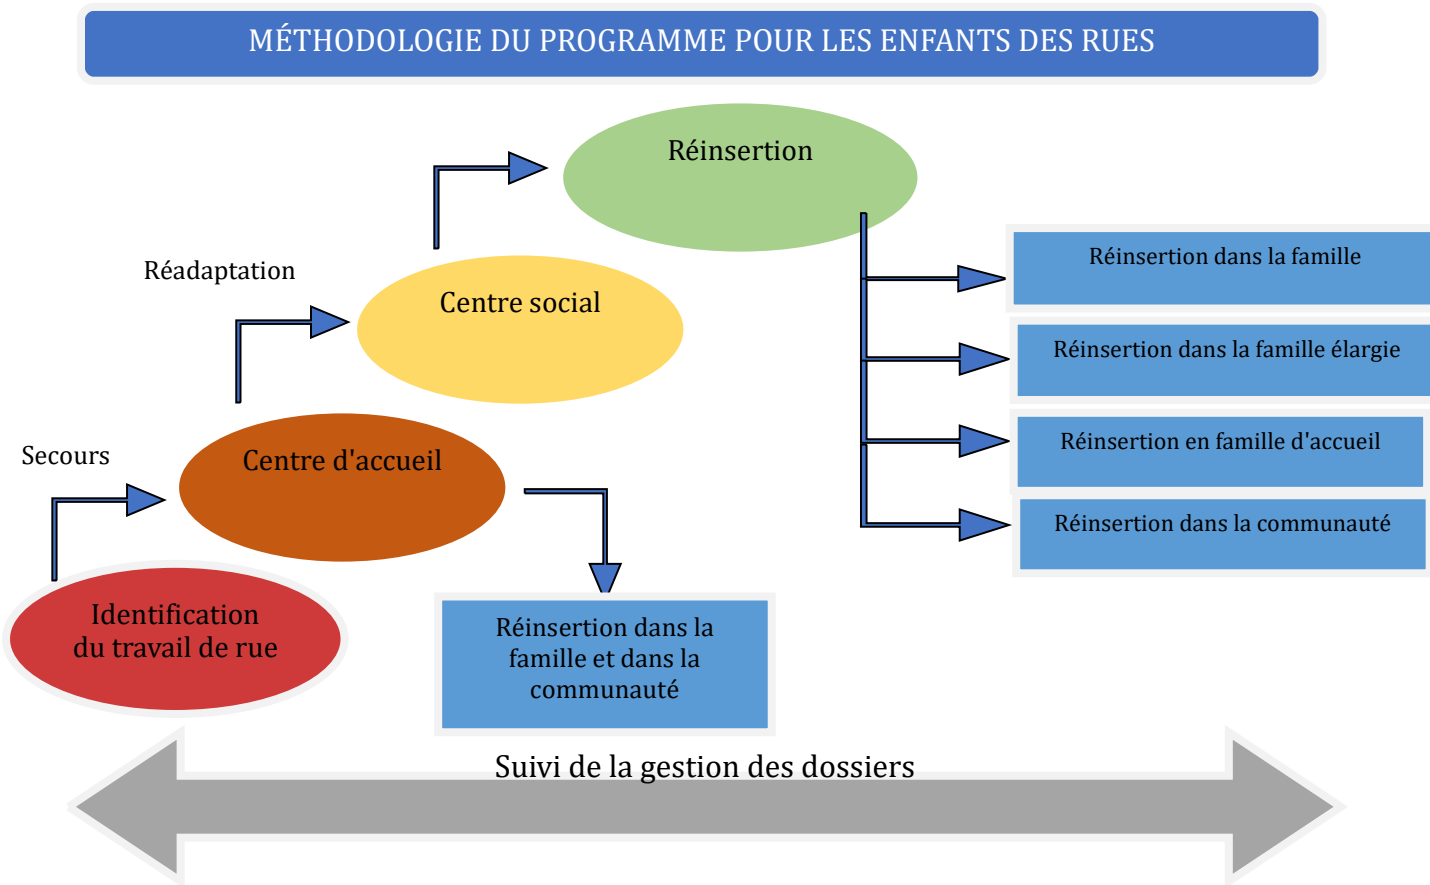 MÉTHODOLOGIE DU PROGRAMME POUR LES ENFANTS DES RUES
Réinsertion
Réadaptation
Centre social
Secours
Centre d'accueil
Identification
du travail de rue
Réinsertion dans la
famille et dans la
communauté
Réinsertion dans la famille
Réinsertion dans la famille élargie
Réinsertion en famille d'accueil
Réinsertion dans la communauté
Suivi de la gestion des dossiers